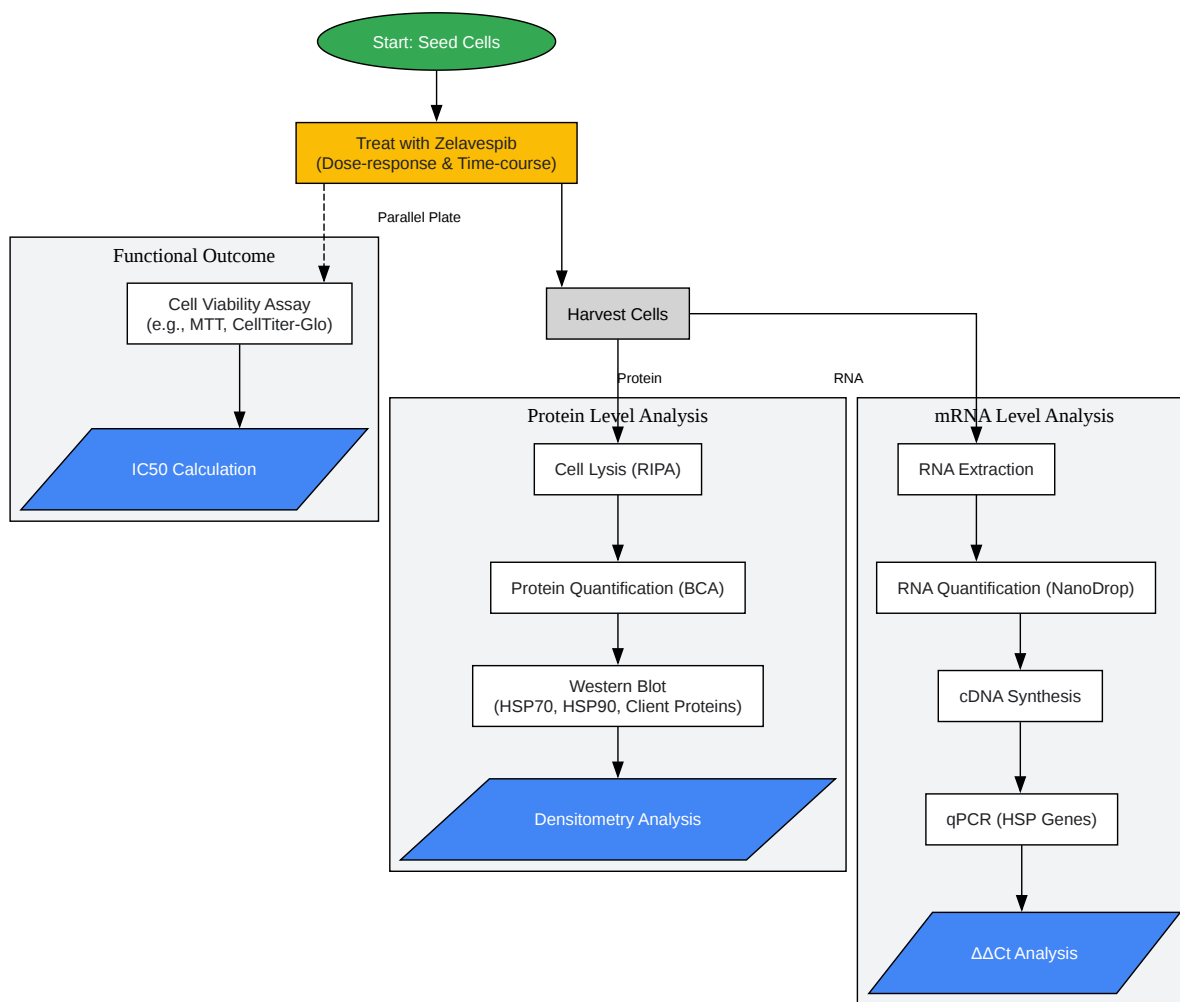 Start: Seed Cells
Treat with Zelavespib
(Dose-response & Time-course)
Parallel Plate
Functional Outcome
Cell Viability Assay
(e.g., MTT, CellTiter-Glo)
IC50 Calculation
Harvest Cells
Protein
RNA
Protein Level Analysis
Cell Lysis (RIPA)
Protein Quantification (BCA)
Western Blot
(HSP70, HSP90, Client Proteins)
Densitometry Analysis
mRNA Level Analysis
RNA Extraction
RNA Quantification (NanoDrop)
cDNA Synthesis
qPCR (HSP Genes)
ΔΔCt Analysis